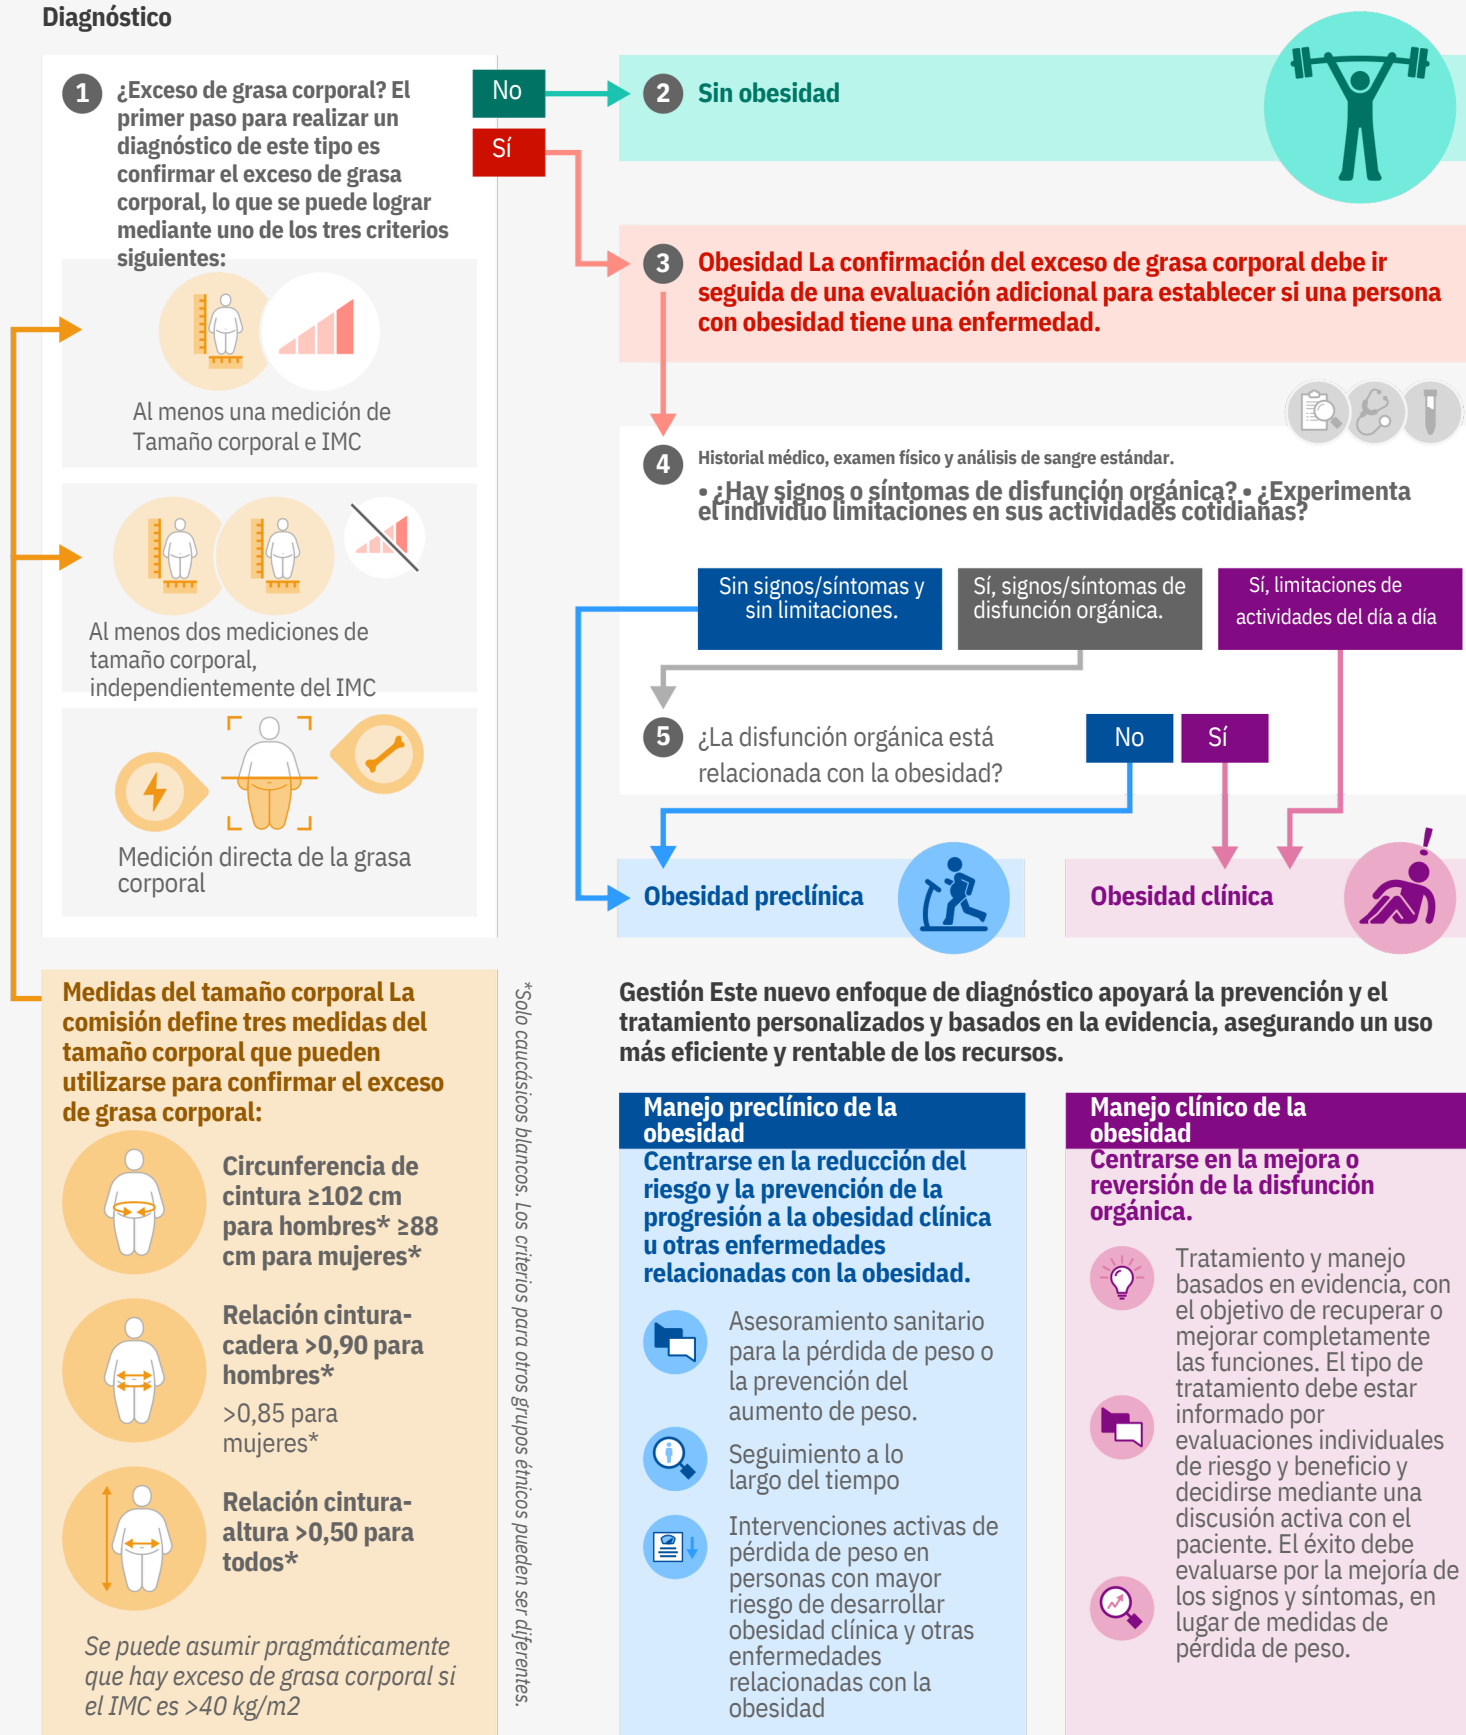 Diagnóstico
1
¿Exceso de grasa corporal? El
primer paso para realizar un
diagnóstico de este tipo es
confirmar el exceso de grasa
corporal, lo que se puede lograr
mediante uno de los tres criterios
siguientes:
No
Sí
Al menos una medición de
Tamaño corporal e IMC
Al menos dos mediciones de
tamaño corporal,
independientemente del IMC
Medición directa de la grasa
corporal
2 Sin obesidad
3
Obesidad La confirmación del exceso de grasa corporal debe ir
seguida de una evaluación adicional para establecer si una persona
con obesidad tiene una enfermedad.
4
Historial médico, examen físico y análisis de sangre estándar.
• ¿Hay signos o síntomas de disfunción orgánica? • ¿Experimenta
el individuo limitaciones en sus actividades cotidianas?
Sin signos/síntomas y
sin limitaciones.
Sí, signos/síntomas de
disfunción orgánica.
Sí, limitaciones de
actividades del día a día
5
¿La disfunción orgánica está
relacionada con la obesidad?
No
Sí
Obesidad preclínica
Obesidad clínica
Medidas del tamaño corporal La
comisión define tres medidas del
tamaño corporal que pueden
utilizarse para confirmar el exceso
de grasa corporal:
Circunferencia de
cintura ≥102 cm
para hombres* ≥88
cm para mujeres*
Relación cintura-
cadera >0,90 para
hombres*
>0,85 para
mujeres*
Relación cintura-
altura >0,50 para
todos*
Se puede asumir pragmáticamente
que hay exceso de grasa corporal si
el IMC es >40 kg/m2
*Solo caucásicos blancos. Los criterios para otros grupos étnicos pueden ser diferentes.
Gestión Este nuevo enfoque de diagnóstico apoyará la prevención y el
tratamiento personalizados y basados en la evidencia, asegurando un uso
más eficiente y rentable de los recursos.
Manejo preclínico de la
obesidad
Centrarse en la reducción del
riesgo y la prevención de la
progresión a la obesidad clínica
u otras enfermedades
relacionadas con la obesidad.
Asesoramiento sanitario
para la pérdida de peso o
la prevención del
aumento de peso.
Seguimiento a lo
largo del tiempo
Intervenciones activas de
pérdida de peso en
personas con mayor
riesgo de desarrollar
obesidad clínica y otras
enfermedades
relacionadas con la
obesidad
Manejo clínico de la
obesidad
Centrarse en la mejora o
reversión de la disfunción
orgánica.
Tratamiento y manejo
basados en evidencia, con
el objetivo de recuperar o
mejorar completamente
las funciones. El tipo de
tratamiento debe estar
informado por
evaluaciones individuales
de riesgo y beneficio y
decidirse mediante una
discusión activa con el
paciente. El éxito debe
evaluarse por la mejoría de
los signos y síntomas, en
lugar de medidas de
pérdida de peso.